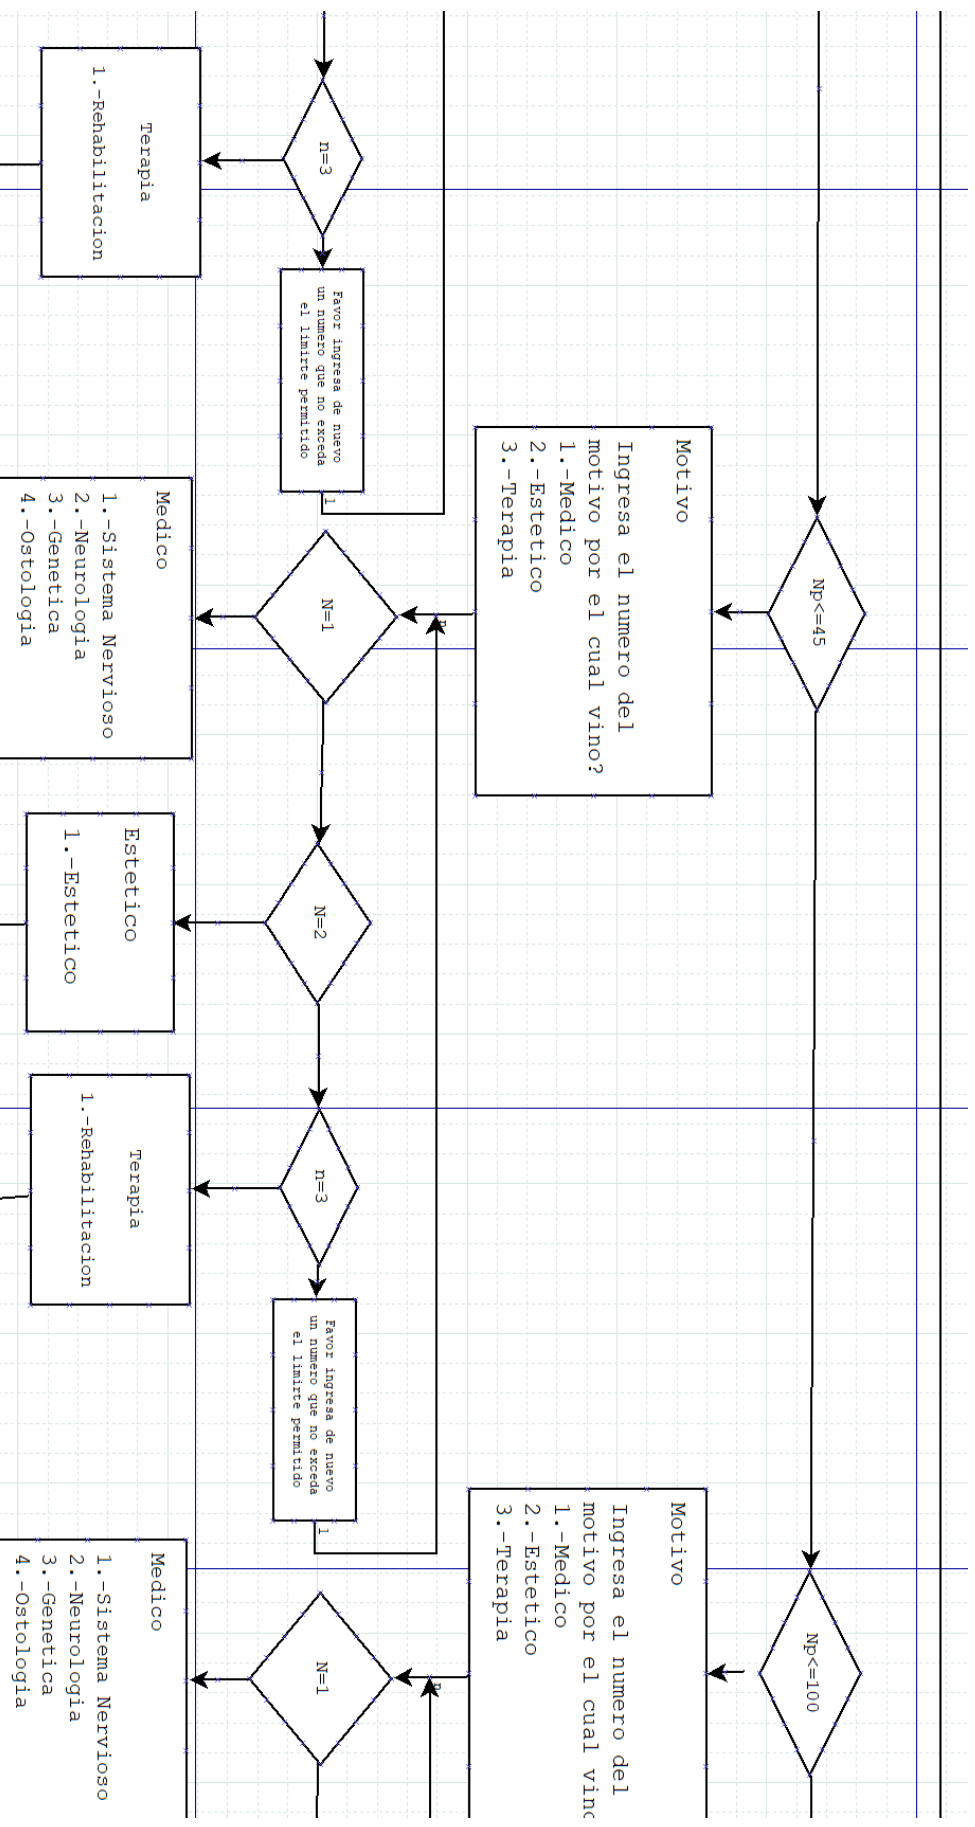 Np<=45
Np<=100
Motivo
Ingresa el numero del
motivo por el cual vino?
1.-Medico
2.-Estetico
3.-Terapia
Motivo
Ingresa el numero del
motivo por el cual vino
1.-Medico
2.-Estetico
3.-Terapia
n=3
Favor ingresa de nuevo
un numero que no exceda
el limirte permitido
1
n
N=1
N=2
n=3
Favor ingresa de nuevo
un numero que no exceda
el limirte permitido
1
n
N=1
Terapia
1.-Rehabilitacion
Medico
1.-Sistema Nervioso
2.-Neurologia
3.-Genetica
4.-Ostologia
Estetico
1.-Estetico
Terapia
1.-Rehabilitacion
Medico
1.-Sistema Nervioso
2.-Neurologia
3.-Genetica
4.-Ostologia